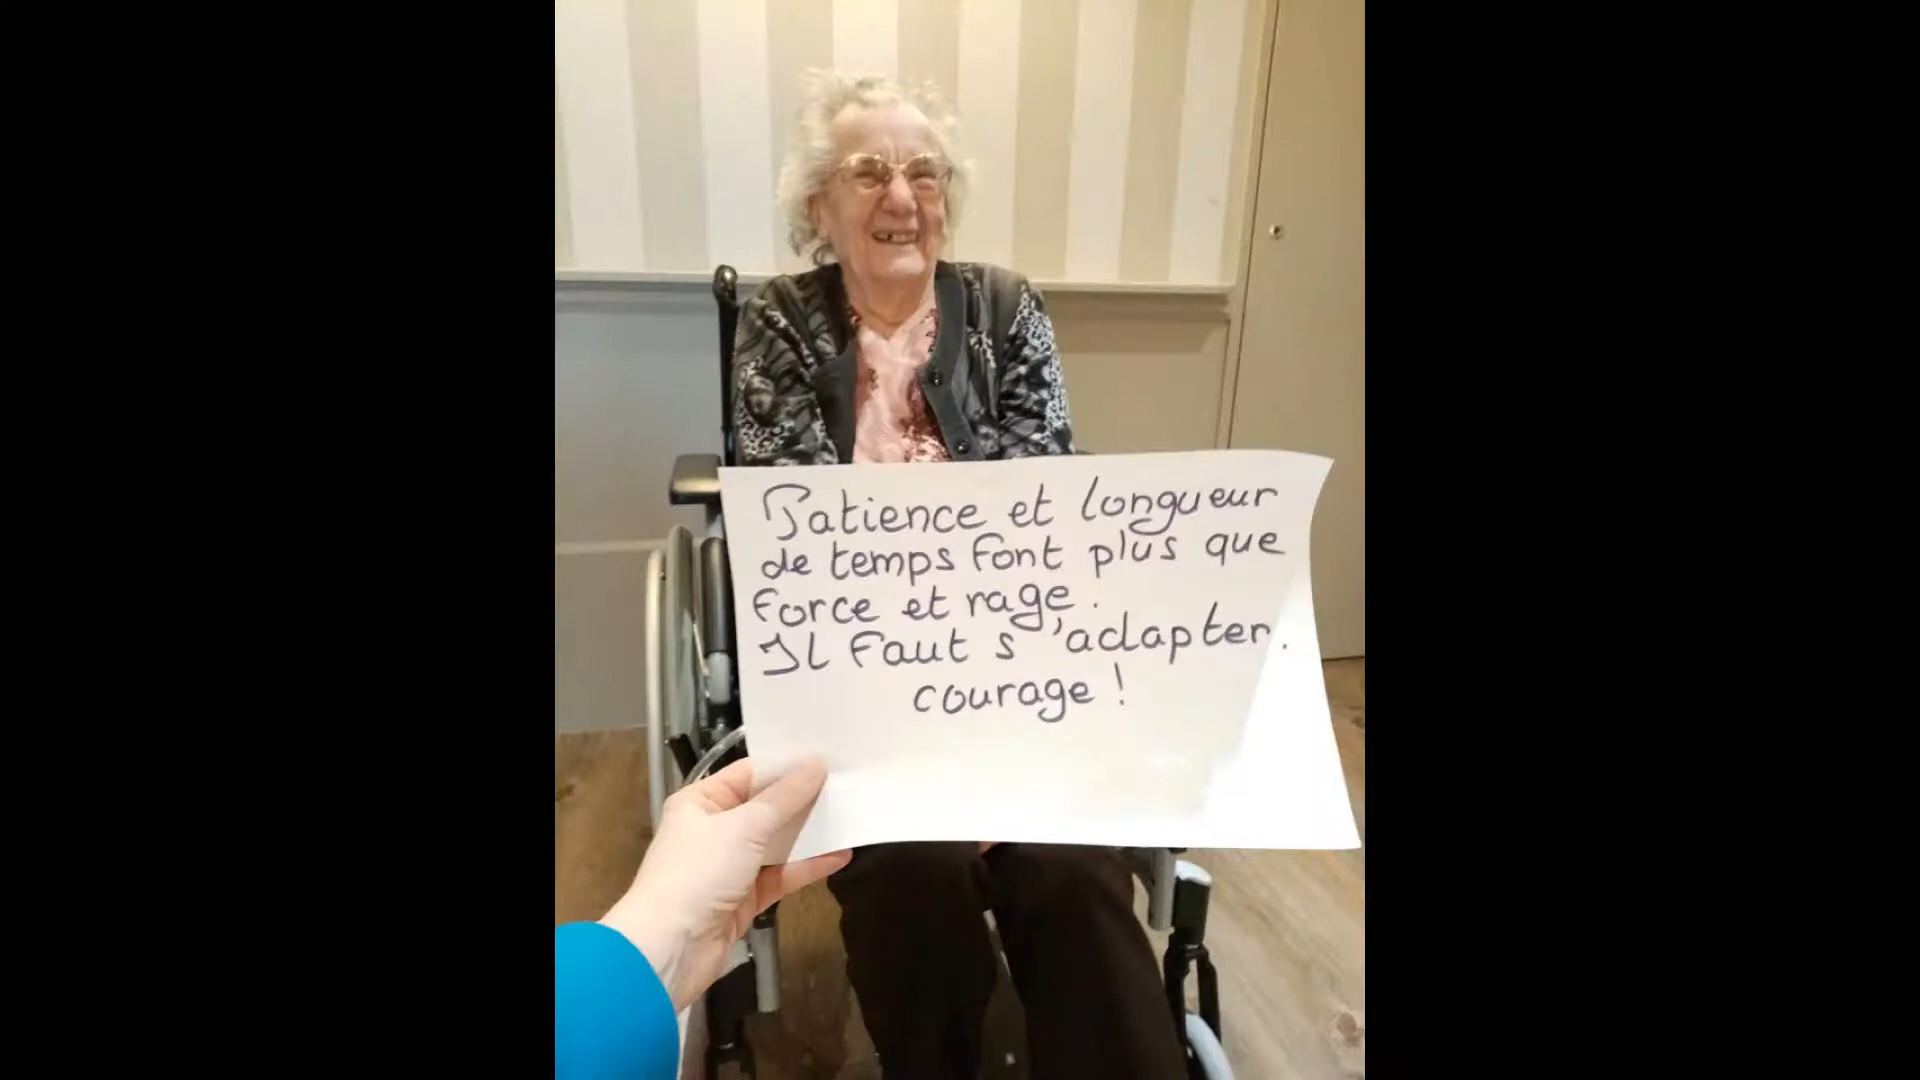 Patience et longueur
de temps font plus que
force et rage.
Il faut s'adapter.
courage !